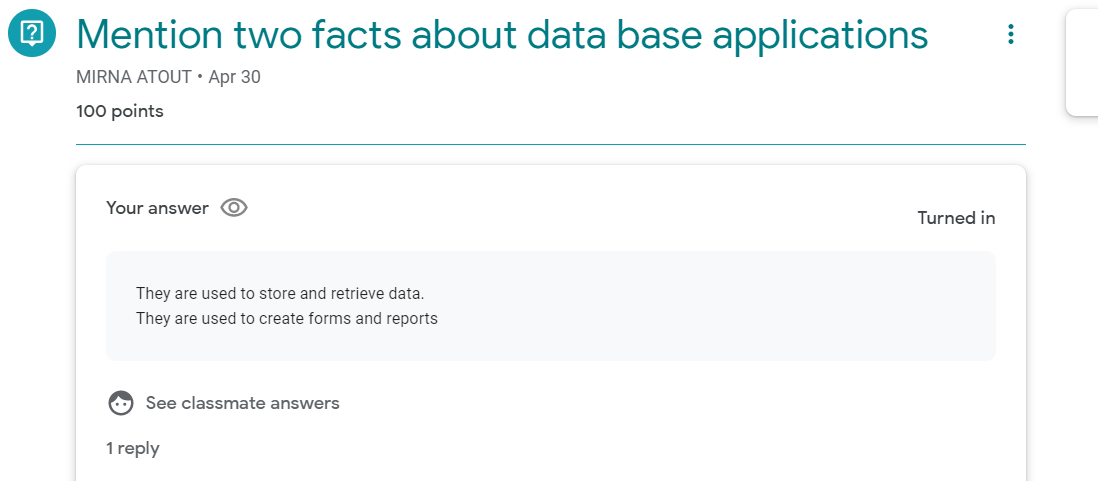 Mention two facts about data base applications
MIRNA ATOUT • Apr 30
100 points
Your answer
Turned in
They are used to store and retrieve data.
They are used to create forms and reports
See classmate answers
1 reply